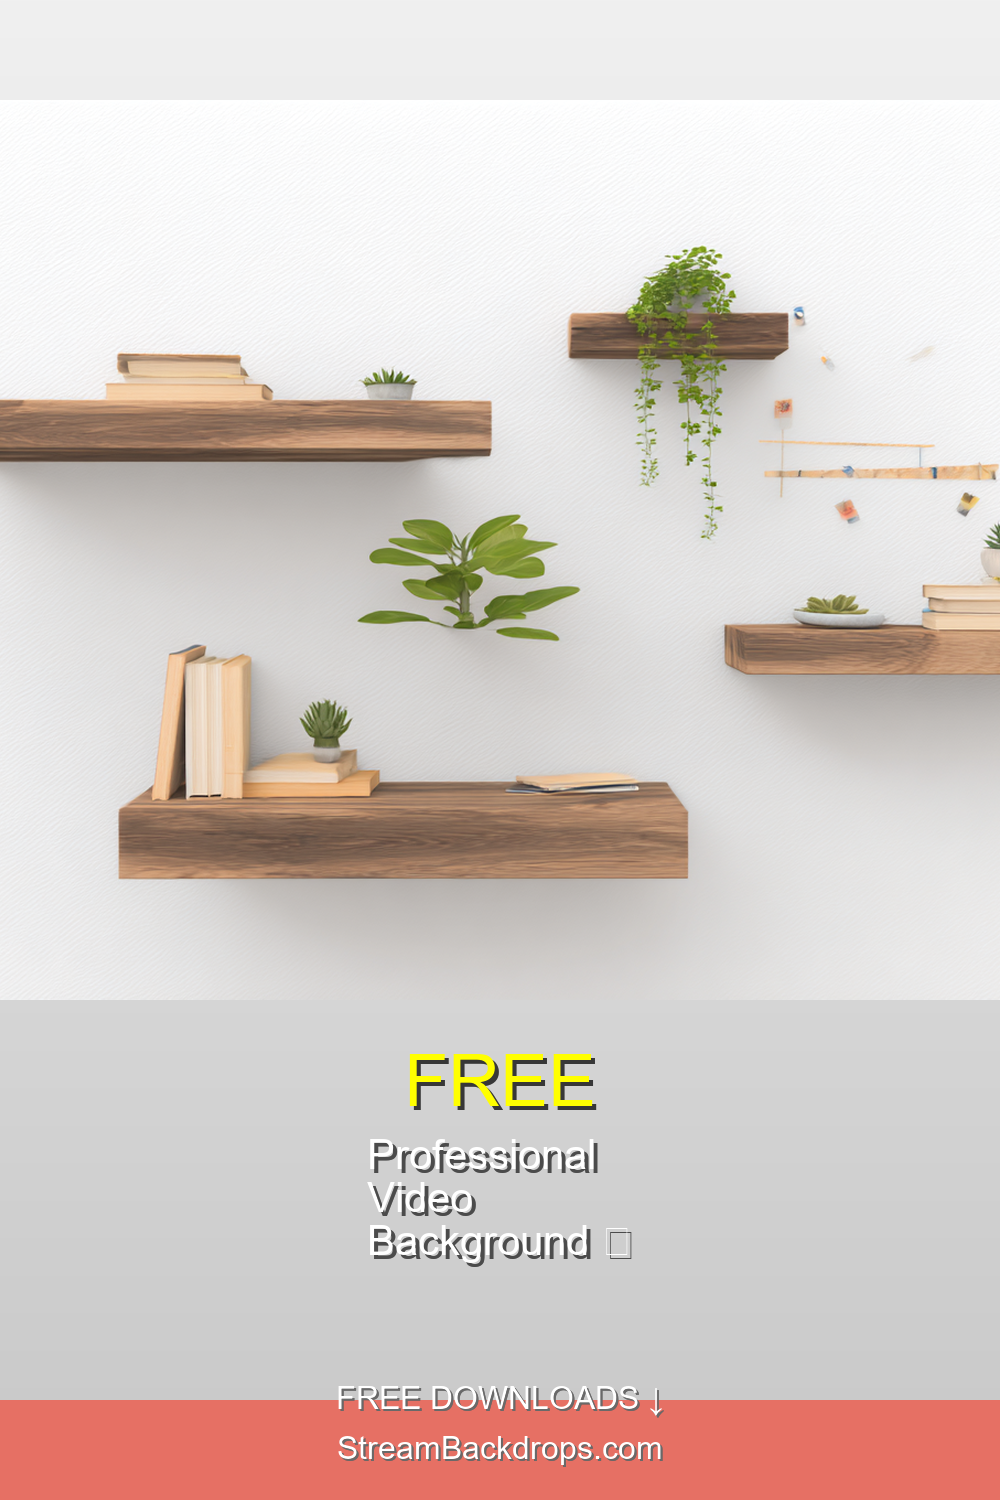 FREE
Professional
Video
Background □
FREE DOWNLOADS ↓
StreamBackdrops.com